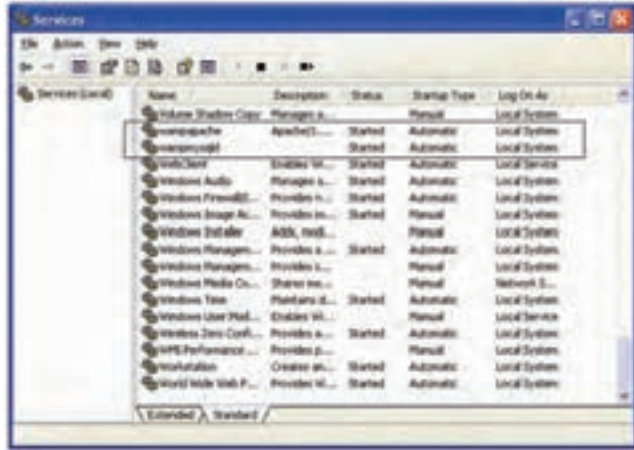 Services
File Action View Help
Services (Local)
Name Description Status Startup Type Log On As
Volume Shadow Copy Manages a... Manual Local System
wampapache Apache/2.... Started Automatic Local System
wampmysqld Started Automatic Local System
WebClient Enables Wi... Started Automatic Local Service
Windows Audio Manages a... Started Automatic Local System
Windows Firewall/I... Provides n... Started Automatic Local System
Windows Image Ac... Provides im... Started Manual Local System
Windows Installer Adds, modi... Manual Local System
Windows Managem... Provides a ... Started Automatic Local System
Windows Managem... Provides s... Manual Local System
Windows Media Co... Shares me... Manual Network S...
Windows Time Maintains d... Started Automatic Local System
Windows User Mod... Enables Wi... Manual Local Service
Wireless Zero Confi... Provides a... Started Automatic Local System
WMI Performance ... Provides p... Manual Local System
Workstation Creates an... Started Automatic Local System
World Wide Web P... Provides W... Started Automatic Local System
Extended Standard